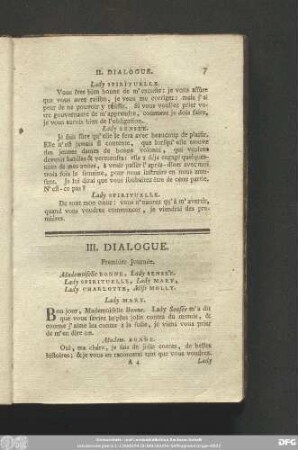 II. DIALOGUE. 7
Lady SPIRITUELLE.
Vous êtes bien bonne de m'excuser: je vous assûre
que vous avez raison, je veux me corriger: mais j'ai
peur de ne pouvoir y réussir. Si vous vouliez prier votre
gouvernante de m'apprendre, comment je dois faire,
je vous aurois bien de l'obligation.
Lady SENSÉE.
Je suis sûre qu'elle le fera avec beaucoup de plaisir.
Elle n'est jamais si contente, que lorsqu'elle trouve
des jeunes dames de bonne volonté, qui veulent
devenir habiles & vertueuses: elle a déja engagé quelques-
unes de mes amies, à venir passer l'après-dîner avec
moi trois fois la semaine, pour nous instruire en nous amu-
sant. Je lui dirai que vous souhaitez être de cette partie.
N'est-ce pas?
Lady SPIRITUELLE.
De tout mon cœur: vous n'aurez qu'à m'avertir,
quand vous voudrez commencer, je viendrai des pre-
mières.
III. DIALOGUE.
Première Journée.
Mademoiselle BONNE, Lady SENSÉE,
Lady SPIRITUELLE, Lady MARY,
Lady CHARLOTTE, Miss MOLLY.
Lady MARY.
Bon jour, Mademoiselle Bonne. Lady Sensée m'a dit
que vous saviez les plus jolis contes du monde, &
comme j'aime les contes à la folie, je viens vous prier
de m'en dire un.
Madem. BONNE.
Oui, ma chère, je sais de jolis contes, de belles
histoires; & je vous en raconterai tant que vous voudrez.
A 4 Lady